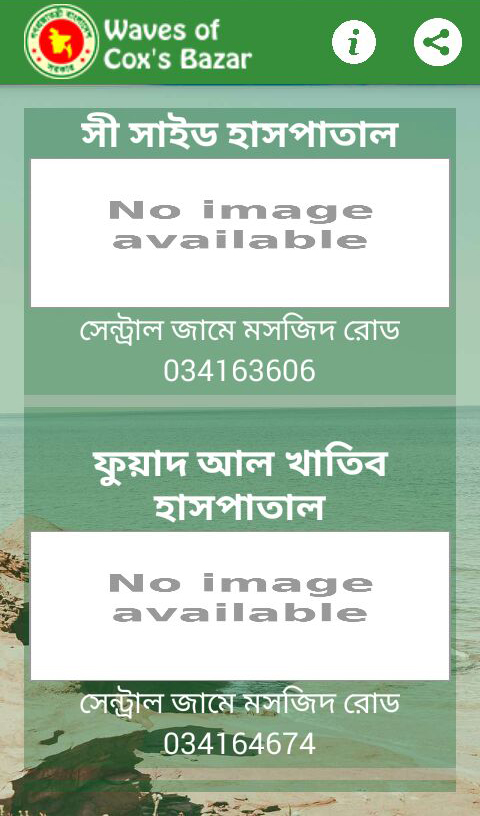 Waves of
Cox's Bazar
সী সাইড হাসপাতাল
No image
available
সেন্ট্রাল জামে মসজিদ রোড
034163606
ফুয়াদ আল খাতিব
হাসপাতাল
No image
available
সেন্ট্রাল জামে মসজিদ রোড
034164674